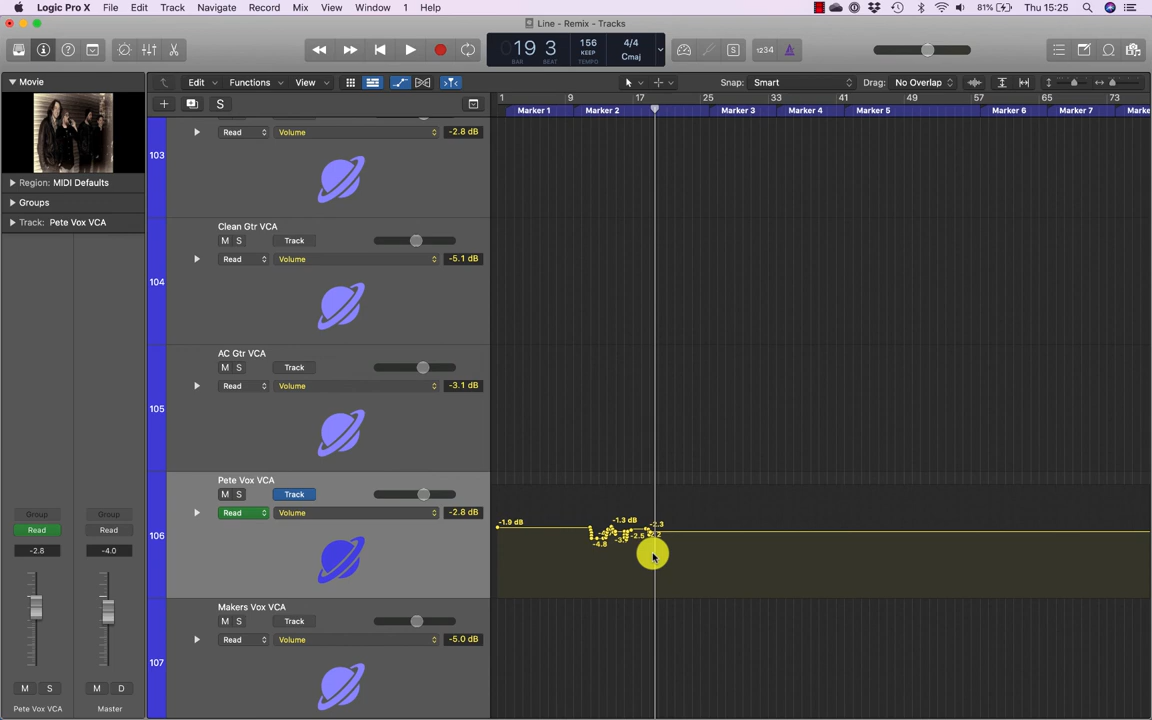 Logic Pro X File Edit Track Navigate Record Mix View Window 1 Help 81% Thu 15:25
Line - Remix - Tracks
19 3 156 4/4
KEEP Cmaj
BAR BEAT TEMPO
1234
Movie
Edit Functions View Snap: Smart Drag: No Overlap
1 9 17 25 33 41 49 57 65 73
S
Marker 1 Marker 2 Marker 3 Marker 4 Marker 5 Marker 6 Marker 7 Marke
Region: MIDI Defaults
Groups
Track: Pete Vox VCA
103
Read Volume -2.8 dB
104
Clean Gtr VCA
M S Track
Read Volume -5.1 dB
105
AC Gtr VCA
M S Track
Read Volume -3.1 dB
106
Pete Vox VCA
M S Track
Read Volume -2.8 dB
-1.9 dB -1.3 dB -2.3
-4.8 -2.5
107
Makers Vox VCA
M S Track
Read Volume -5.0 dB
Group Group
Read Read
-2.8 -4.0
M S M D
Pete Vox VCA Master